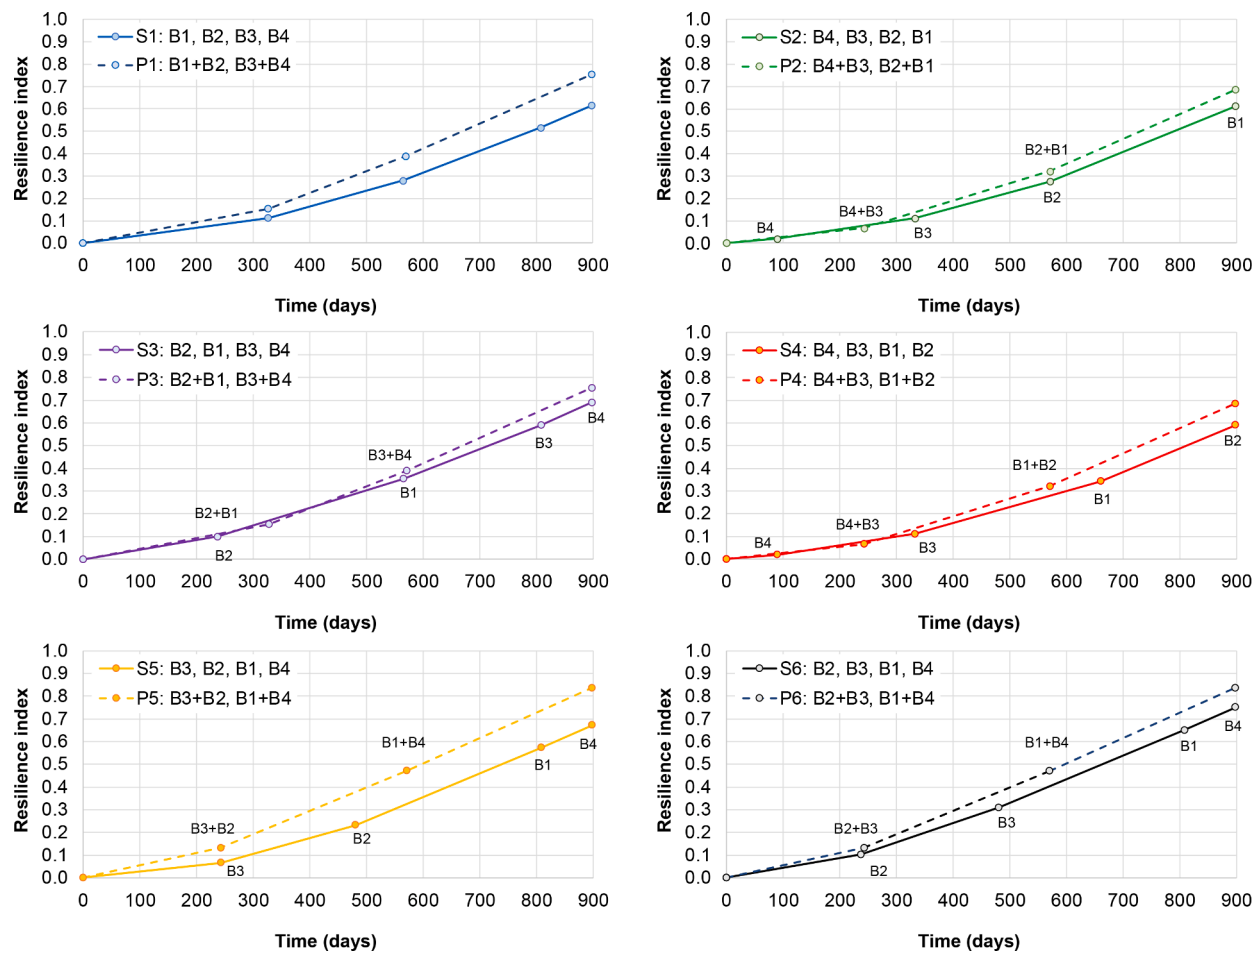 1.0
0.9
0.8
0.7
0.6
0.5
0.4
0.3
0.2
0.1
0.0
Resilience index
S1: B1, B2, B3, B4
P1: B1+B2, B3+B4
0 100 200 300 400 500 600 700 800 900
Time (days)
1.0
0.9
0.8
0.7
0.6
0.5
0.4
0.3
0.2
0.1
0.0
Resilience index
S2: B4, B3, B2, B1
P2: B4+B3, B2+B1
B1
B2+B1
B2
B4+B3
B4
B3
0 100 200 300 400 500 600 700 800 900
Time (days)
1.0
0.9
0.8
0.7
0.6
0.5
0.4
0.3
0.2
0.1
0.0
Resilience index
S3: B2, B1, B3, B4
P3: B2+B1, B3+B4
B4
B3
B3+B4
B1
B2+B1
B2
0 100 200 300 400 500 600 700 800 900
Time (days)
1.0
0.9
0.8
0.7
0.6
0.5
0.4
0.3
0.2
0.1
0.0
Resilience index
S4: B4, B3, B1, B2
P4: B4+B3, B1+B2
B2
B1+B2
B1
B4+B3
B4
B3
0 100 200 300 400 500 600 700 800 900
Time (days)
1.0
0.9
0.8
0.7
0.6
0.5
0.4
0.3
0.2
0.1
0.0
Resilience index
S5: B3, B2, B1, B4
P5: B3+B2, B1+B4
B1+B4
B4
B1
B3+B2
B2
B3
0 100 200 300 400 500 600 700 800 900
Time (days)
1.0
0.9
0.8
0.7
0.6
0.5
0.4
0.3
0.2
0.1
0.0
Resilience index
S6: B2, B3, B1, B4
P6: B2+B3, B1+B4
B1+B4
B4
B1
B2+B3
B3
B2
0 100 200 300 400 500 600 700 800 900
Time (days)